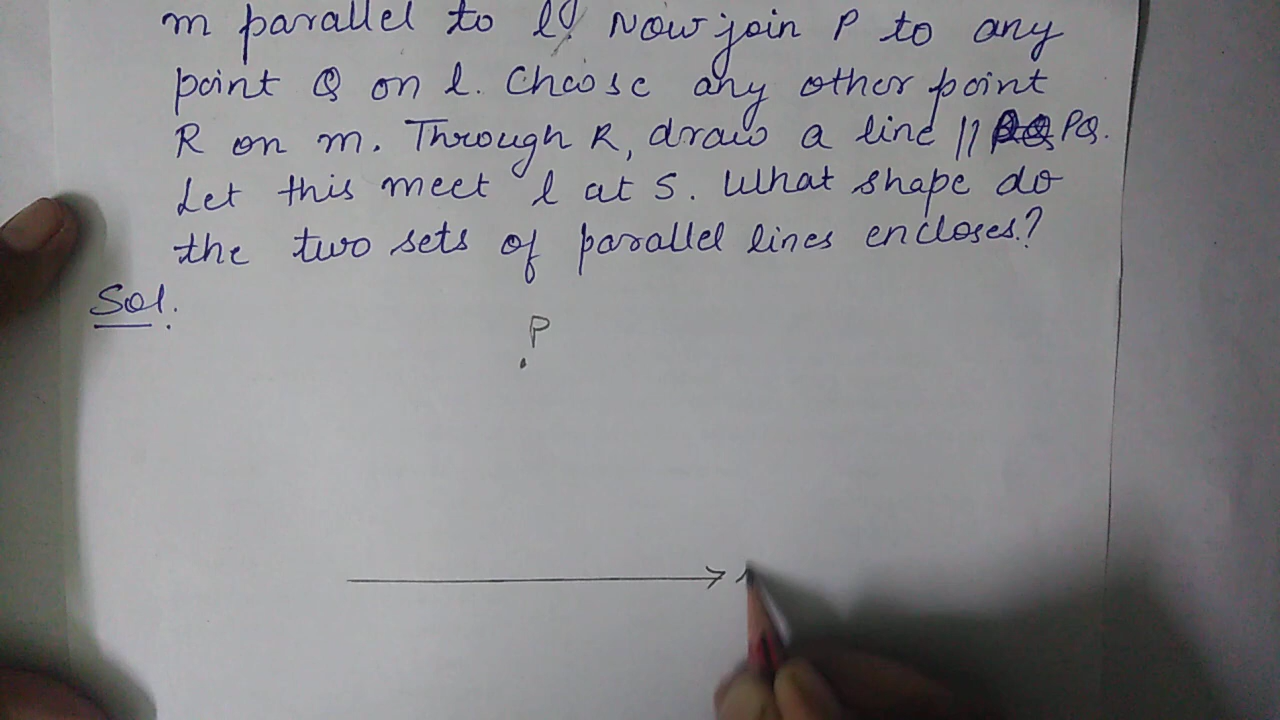 m parallel to l. Now join P to any
point Q on l. Choose any other point
R on m. Through R, draw a line || PQ.
Let this meet l at S. What shape do
the two sets of parallel lines encloses?
Sol.
P